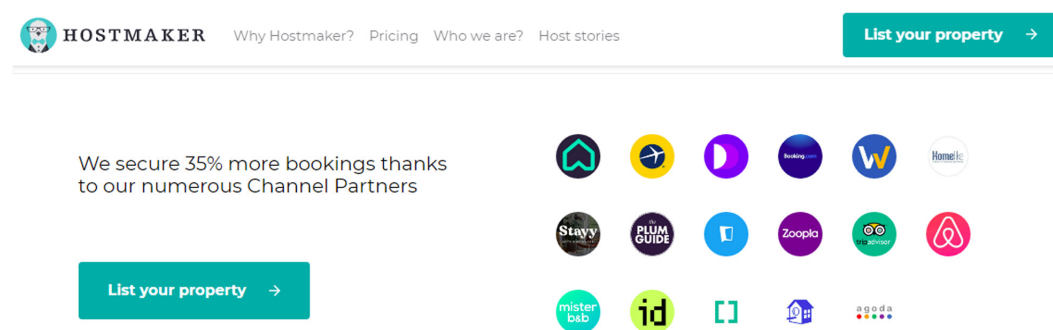 HOSTMAKER Why Hostmaker? Pricing Who we are? Host stories List your property →
We secure 35% more bookings thanks
to our numerous Channel Partners
Booking.com
Stayy
the
PLUM
GUIDE
Zoopla
tripadvisor
List your property →
mister
b&b
id
agoda